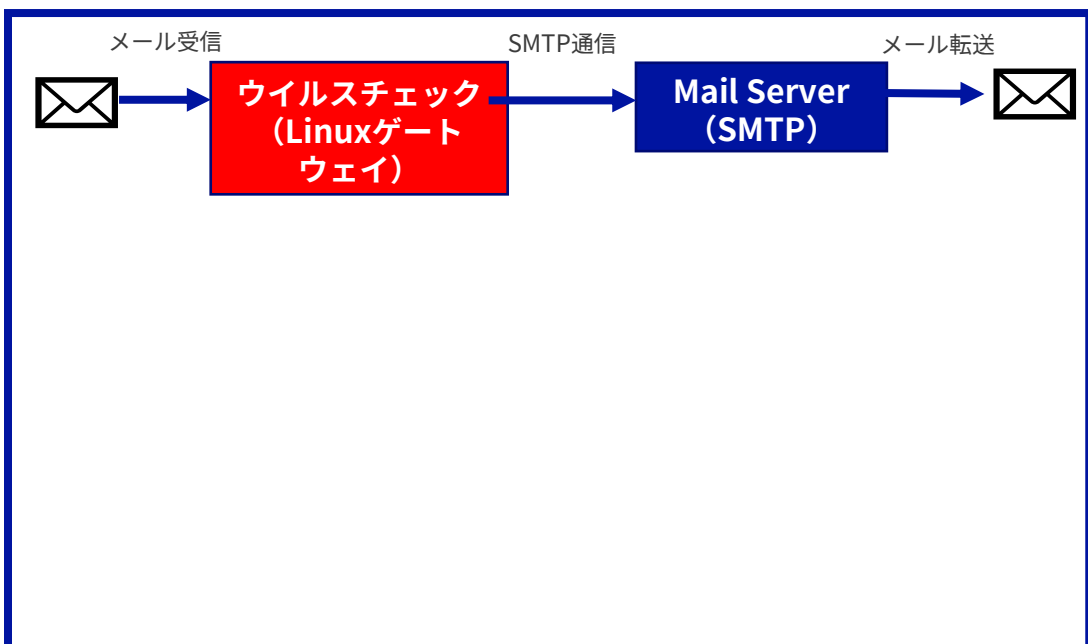 メール受信
SMTP通信
メール転送
ウイルスチェック
（Linuxゲート
ウェイ）
Mail Server
（SMTP）